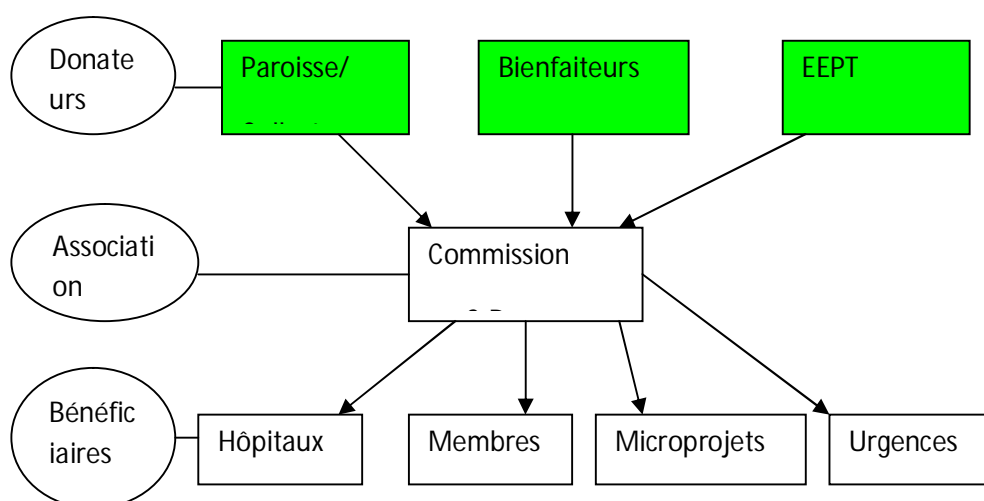 Donate
urs
Paroisse/
Bienfaiteurs
EEPT
Associati
on
Commission
Bénéfic
iaires
Hôpitaux
Membres
Microprojets
Urgences